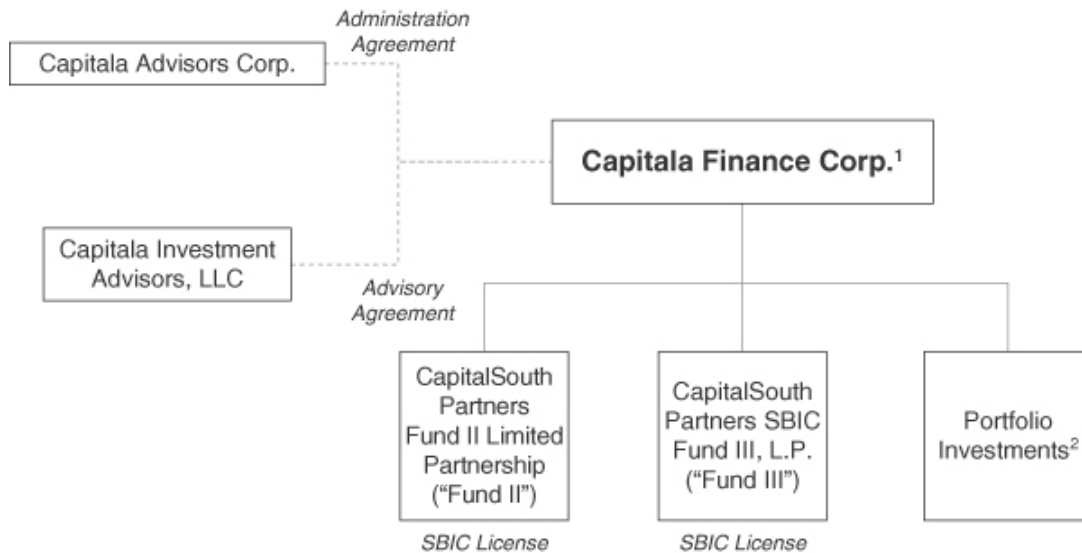 Administration
Agreement
Capitala Advisors Corp.
Capitala Finance Corp.¹
Capitala Investment
Advisors, LLC
Advisory
Agreement
CapitalSouth
Partners
Fund II Limited
Partnership
(“Fund II”)
SBIC License
CapitalSouth
Partners SBIC
Fund III, L.P.
(“Fund III”)
SBIC License
Portfolio
Investments²